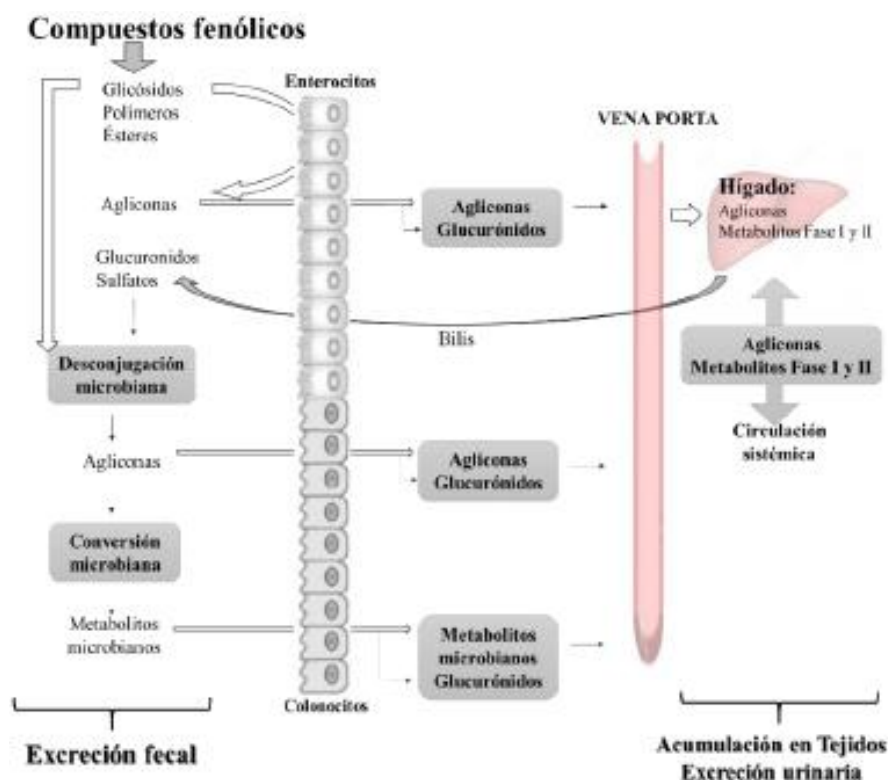 Compuestos fenólicos
Glicósidos
Polímeros
Ésteres
Enterocitos
VENA PORTA
Agliconas
Agliconas
Glucurónidos
Hígado:
Agliconas
Metabolitos Fase I y II
Glucuronidos
Sulfatos
Bilis
Desconjugación
microbiana
Agliconas
Metabolitos Fase I y II
Circulación
sistémica
Agliconas
Agliconas
Glucurónidos
Conversión
microbiana
Metabolitos
microbianos
Metabolitos
microbianos
Glucurónidos
Colonocitos
Excreción fecal
Acumulación en Tejidos
Excreción urinaria